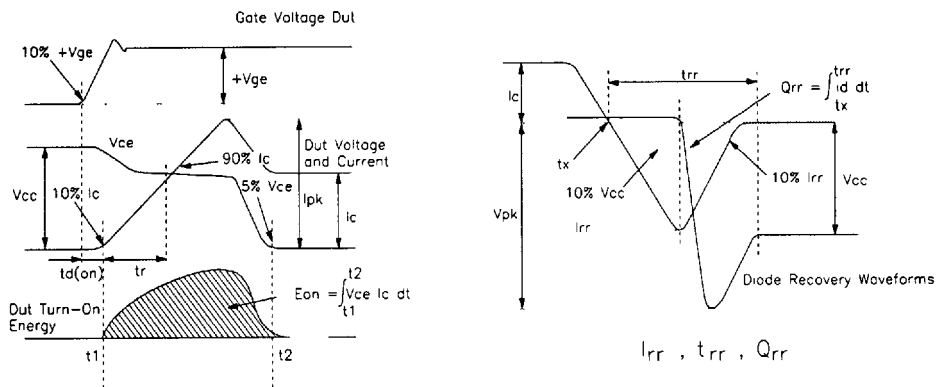 Gate Voltage Dut
10% +Vge
+Vge
Vce
90% Ic
Dut Voltage
and Current
Vcc
10% Ic
5% Vce
Ipk
Ic
td(on)
tr
Dut Turn-On
Energy
Eon = ∫ Vce Ic dt
t2
t1
t1
t2
trr
Ic
Qrr = ∫ id dt
trr
tx
tx
10% Vcc
10% Irr
Vcc
Vpk
Irr
Diode Recovery Waveforms
Irr , trr , Qrr